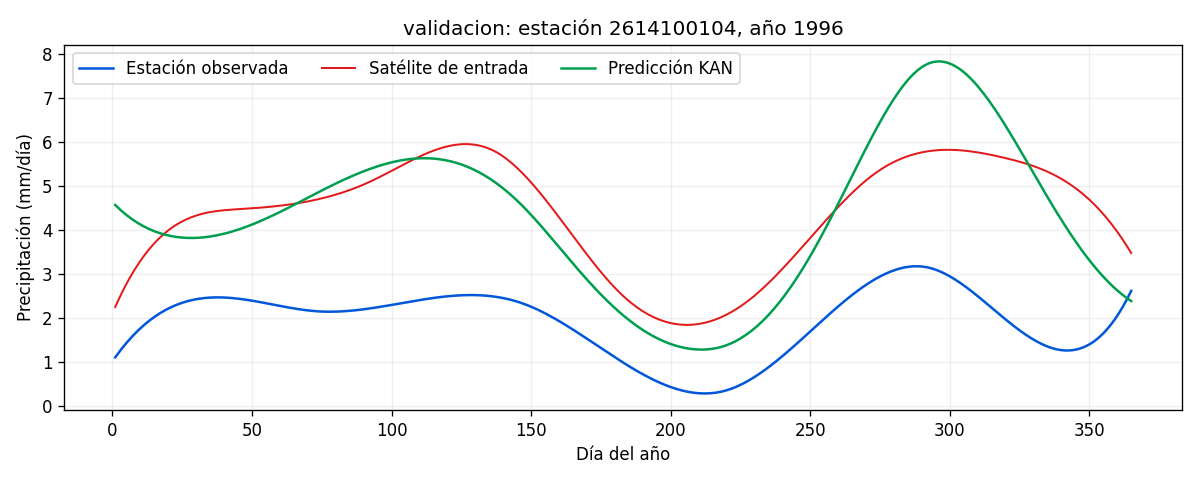 validacion: estación 2614100104, año 1996
Estación observada
Satélite de entrada
Predicción KAN
Precipitación (mm/día)
8
7
6
5
4
3
2
1
0
0 50 100 150 200 250 300 350
Día del año